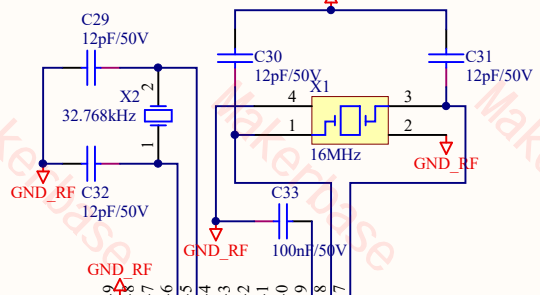 C29
12pF/50V
C30
12pF/50V
C31
12pF/50V
X2
32.768kHz
2
1
X1
4
3
1
2
16MHz
GND_RF
GND_RF
C32
12pF/50V
C33
100nF/50V
GND_RF
GND_RF
Makerbase